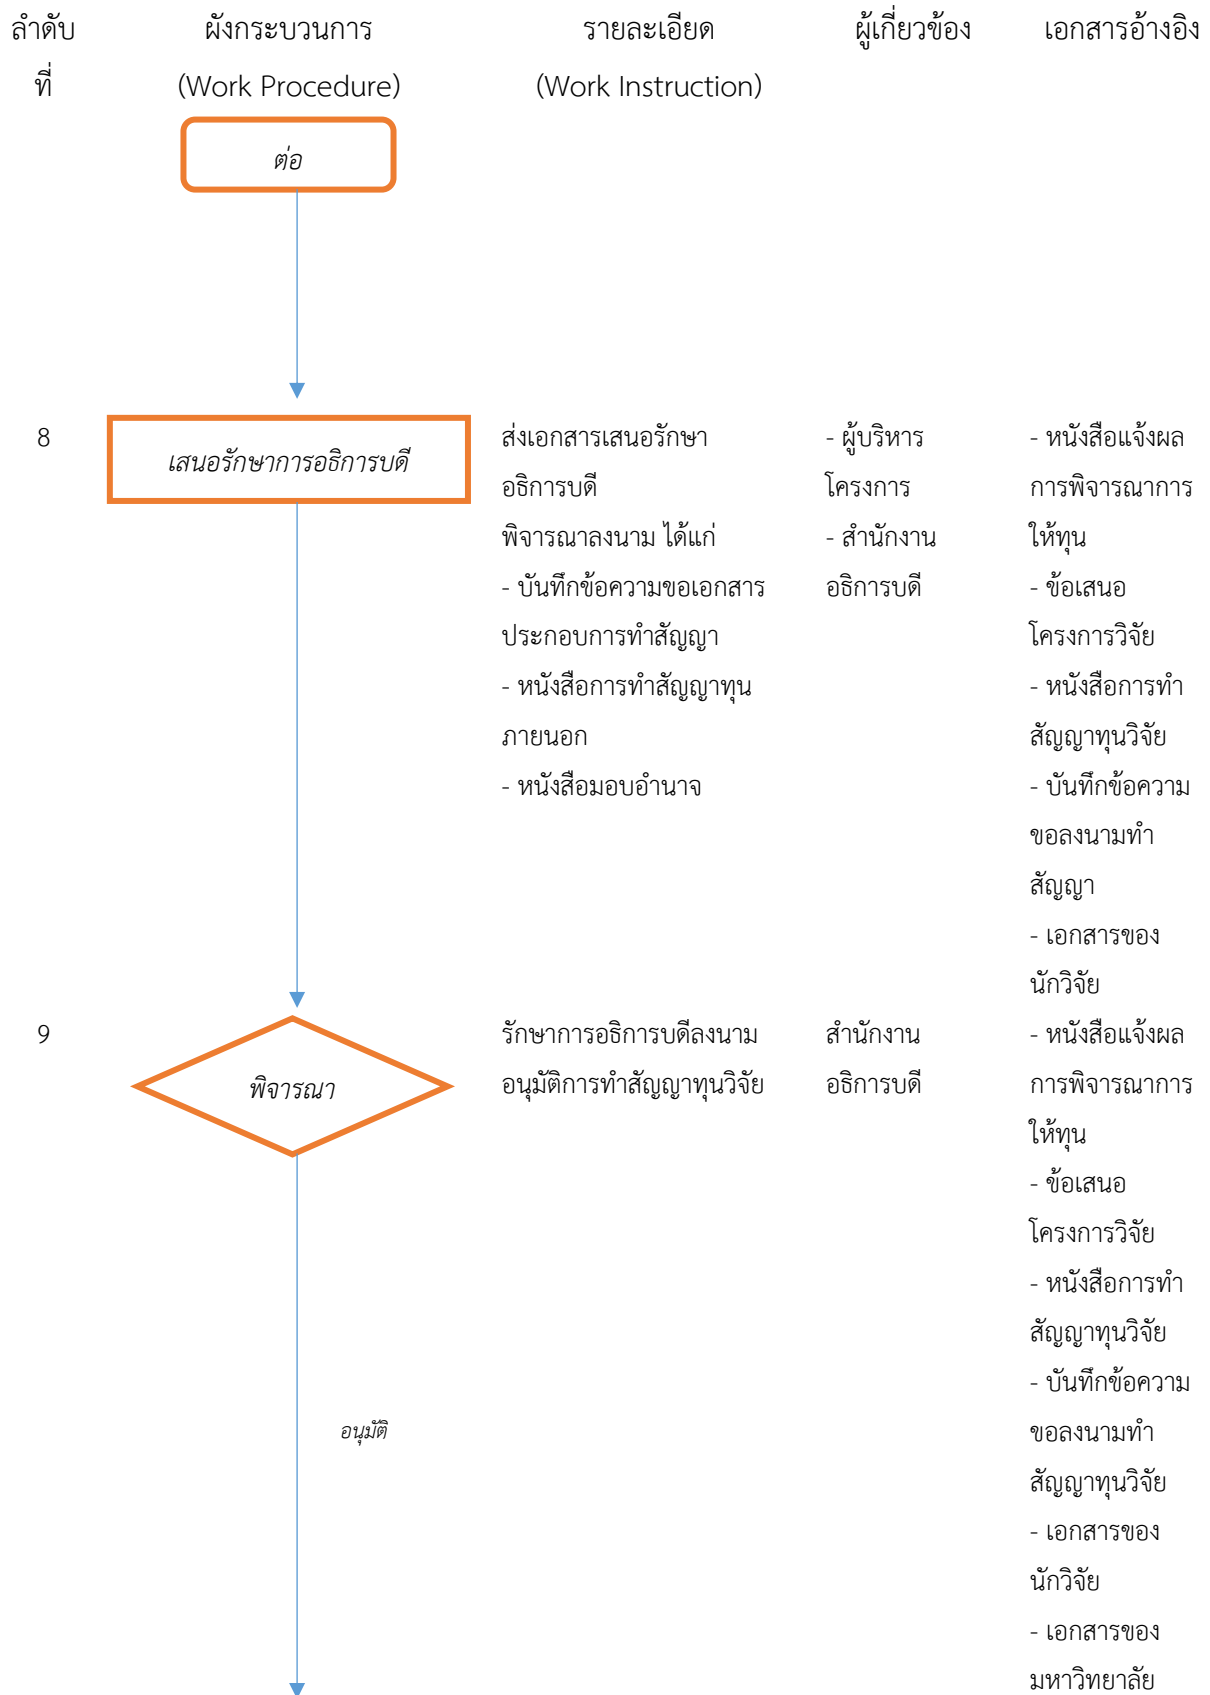 ลำดับ ผังกระบวนการ รายละเอียด ผู้เกี่ยวข้อง เอกสารอ้างอิง
ที่ (Work Procedure) (Work Instruction)
ต่อ
8 เสนอรักษาการอธิการบดี ส่งเอกสารเสนอรักษา - ผู้บริหาร - หนังสือแจ้งผล
อธิการบดี โครงการ การพิจารณาการ
พิจารณาลงนาม ได้แก่ - สำนักงาน ให้ทุน
- บันทึกข้อความขอเอกสาร อธิการบดี - ข้อเสนอ
ประกอบการทำสัญญา โครงการวิจัย
- หนังสือการทำสัญญาทุน - หนังสือการทำ
ภายนอก สัญญาทุนวิจัย
- หนังสือมอบอำนาจ - บันทึกข้อความ
ขอลงนามทำ
สัญญา
- เอกสารของ
นักวิจัย
9 พิจารณา รักษาการอธิการบดีลงนาม สำนักงาน - หนังสือแจ้งผล
อนุมัติการทำสัญญาทุนวิจัย อธิการบดี การพิจารณาการ
ให้ทุน
- ข้อเสนอ
โครงการวิจัย
- หนังสือการทำ
สัญญาทุนวิจัย
- บันทึกข้อความ
อนุมัติ ขอลงนามทำ
สัญญาทุนวิจัย
- เอกสารของ
นักวิจัย
- เอกสารของ
มหาวิทยาลัย